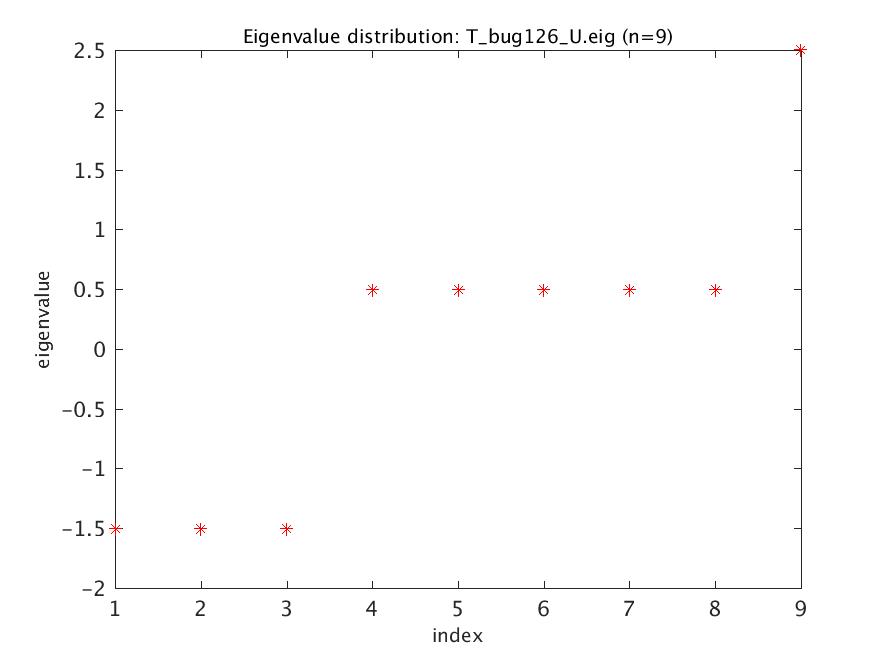 Eigenvalue distribution: T_bug126_U.eig (n=9)
2.5
2
1.5
1
0.5
0
−0.5
−1
−1.5
−2
eigenvalue
1 2 3 4 5 6 7 8 9
index